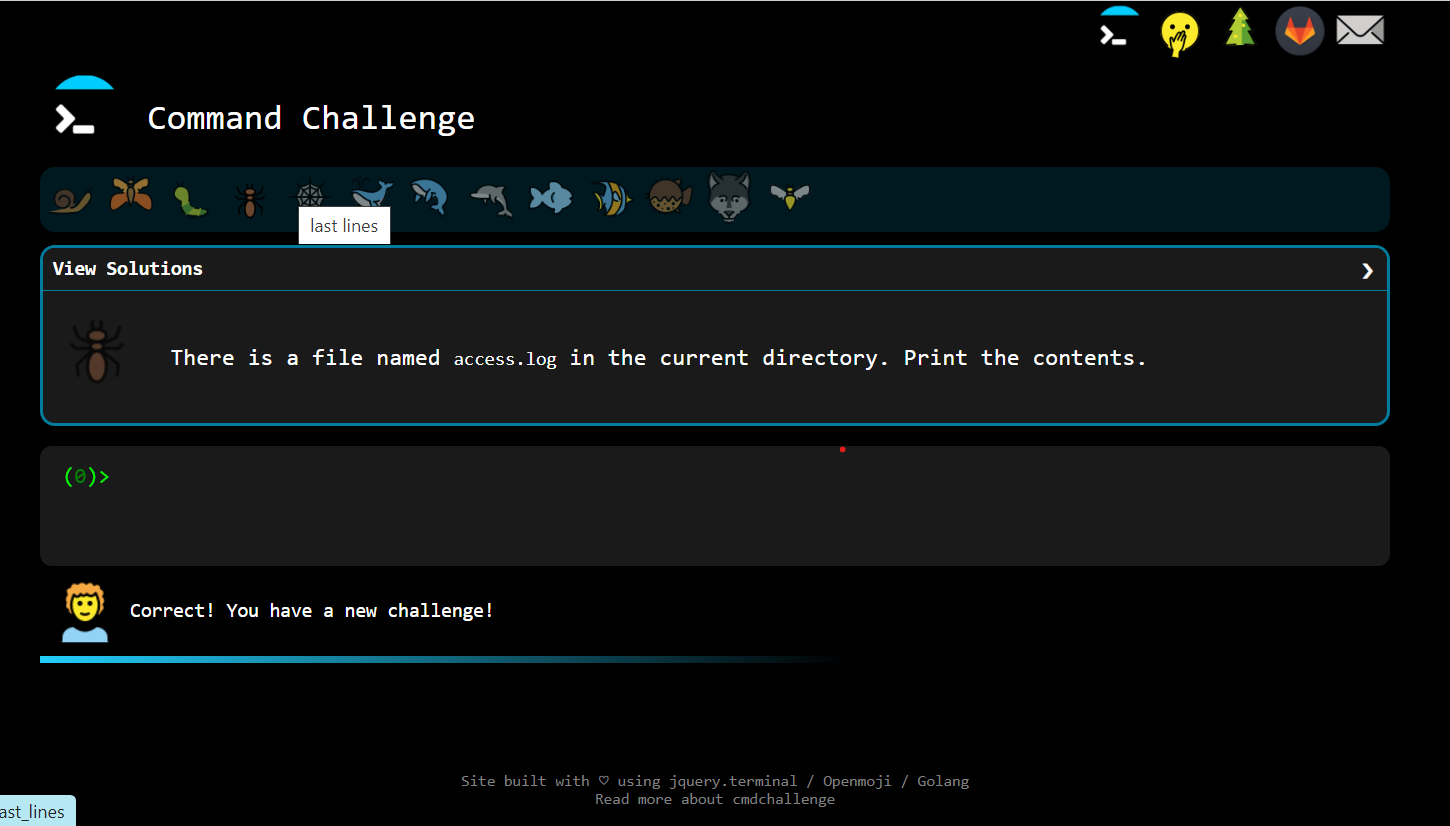 Command Challenge
last lines
View Solutions
There is a file named access.log in the current directory. Print the contents.
(0)>
Correct! You have a new challenge!
Site built with ♡ using jquery.terminal / Openmoji / Golang
Read more about cmdchallenge
ast_lines